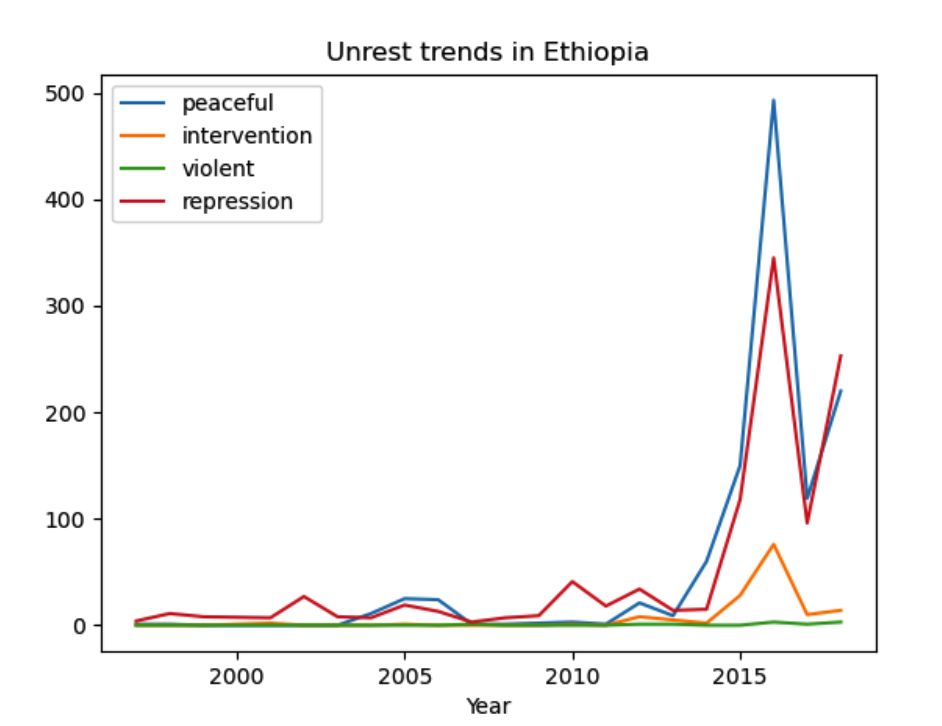 Unrest trends in Ethiopia
peaceful
intervention
violent
repression
500
400
300
200
100
0
2000 2005 2010 2015
Year